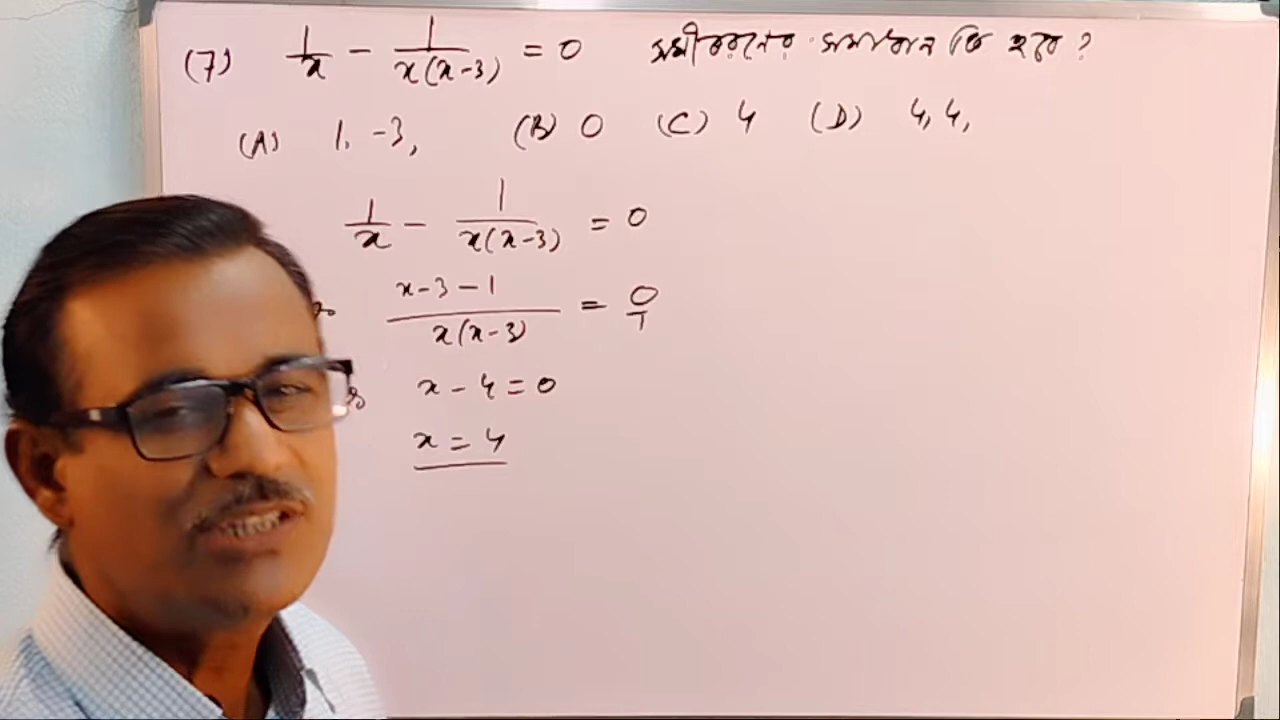 (7) 1/x - 1/x(x-3) = 0 সমীকরনের সমাধান কি হবে ?
(A) 1, -3, (B) 0 (C) 4 (D) 4, 4,
1/x - 1/x(x-3) = 0
x-3-1/x(x-3) = 0/1
x - 4 = 0
x = 4